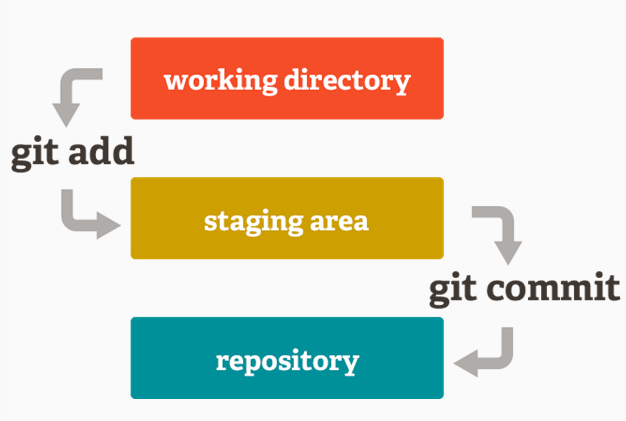 working directory
git add
staging area
git commit
repository